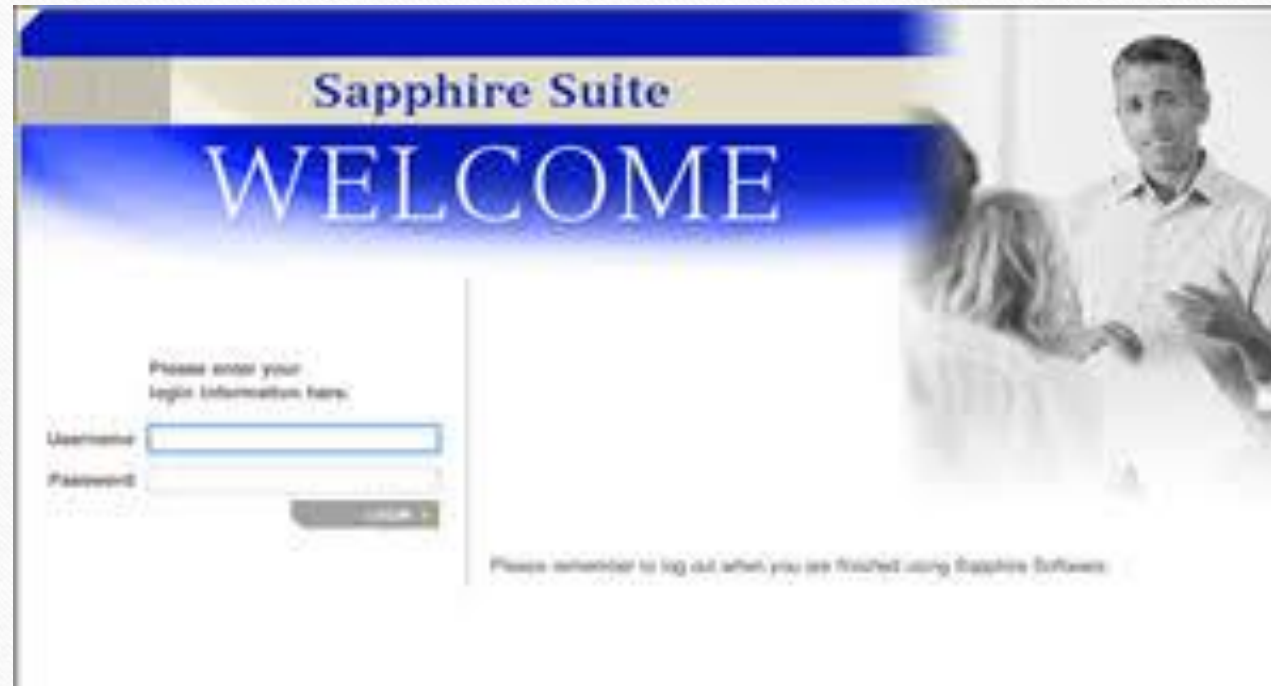 Sapphire Suite
WELCOME
Please enter your
login information here.
Username
Password
LOGIN
Please remember to log out when you are finished using Sapphire Software.